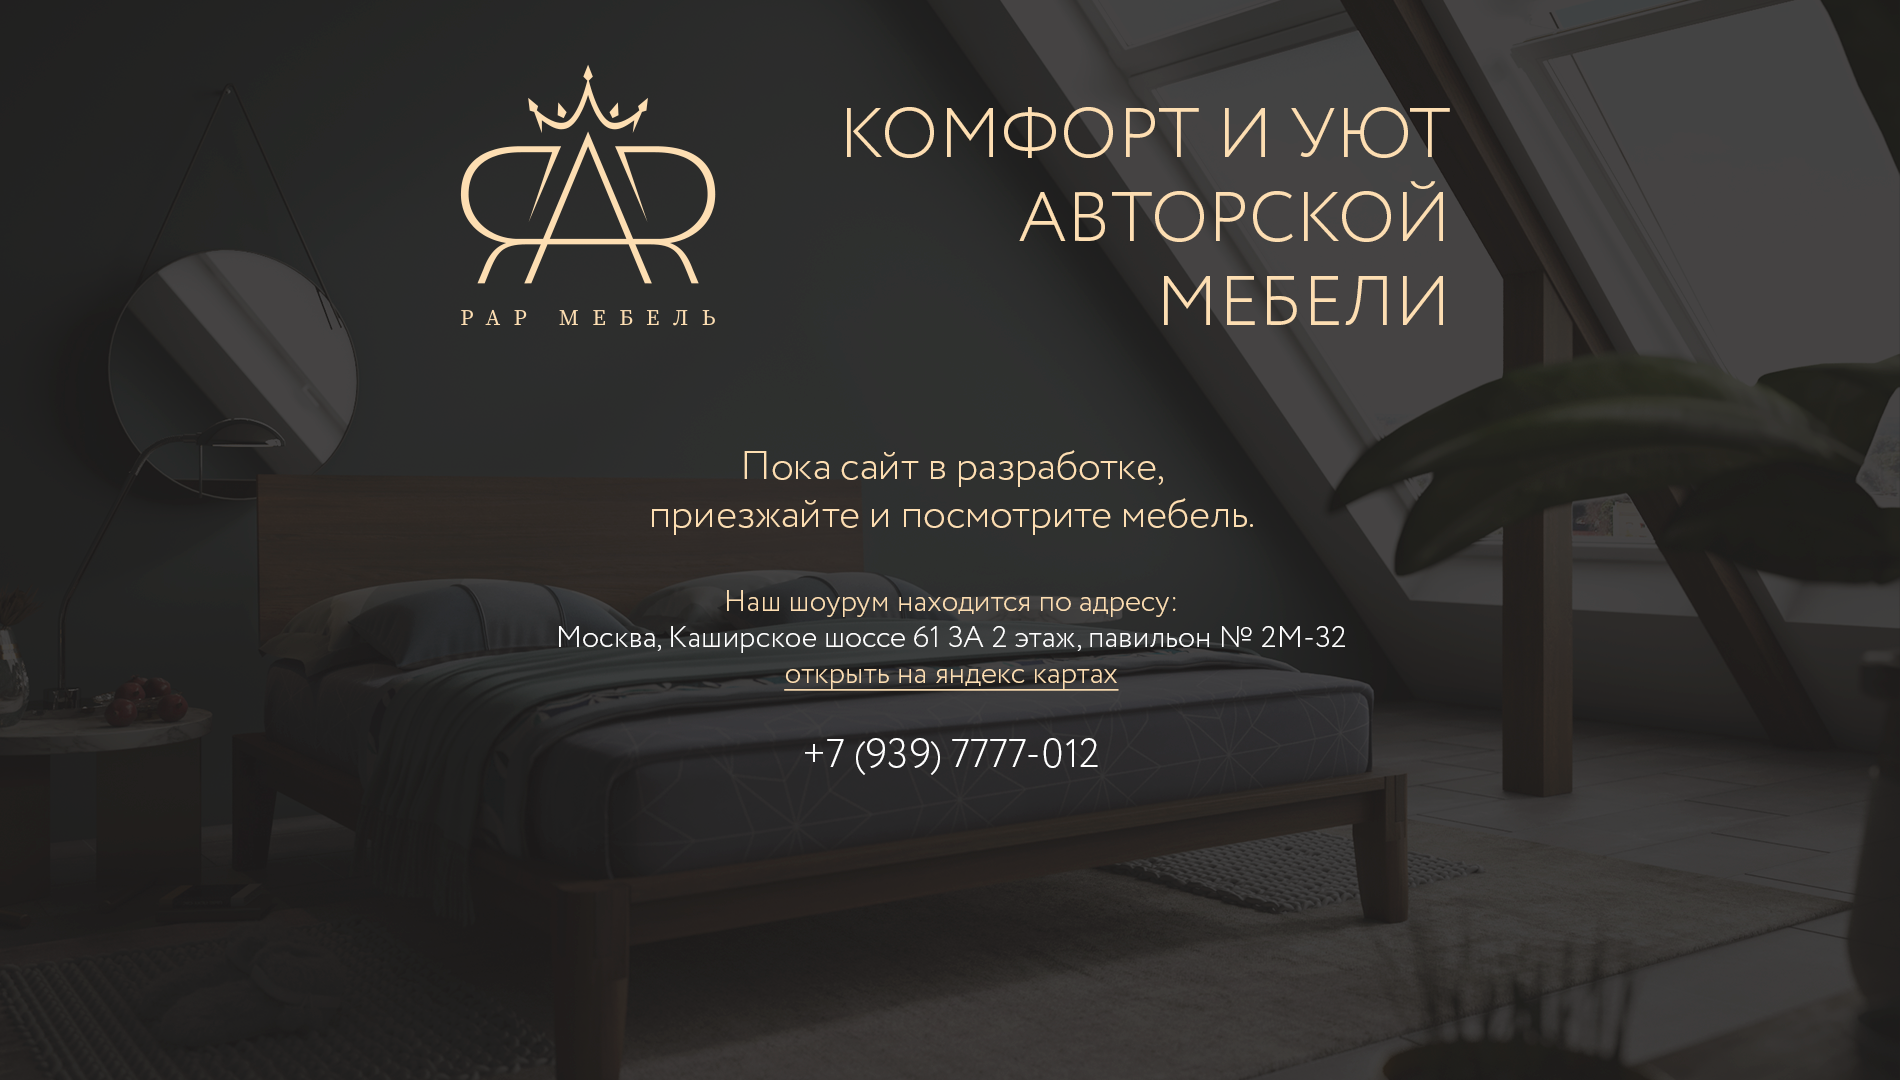 РАР МЕБЕЛЬ
КОМФОРТ И УЮТ
АВТОРСКОЙ
МЕБЕЛИ
Пока сайт в разработке,
приезжайте и посмотрите мебель.
Наш шоурум находится по адресу:
Москва, Каширское шоссе 61 3А 2 этаж, павильон № 2М-32
открыть на яндекс картах
+7 (939) 7777-012